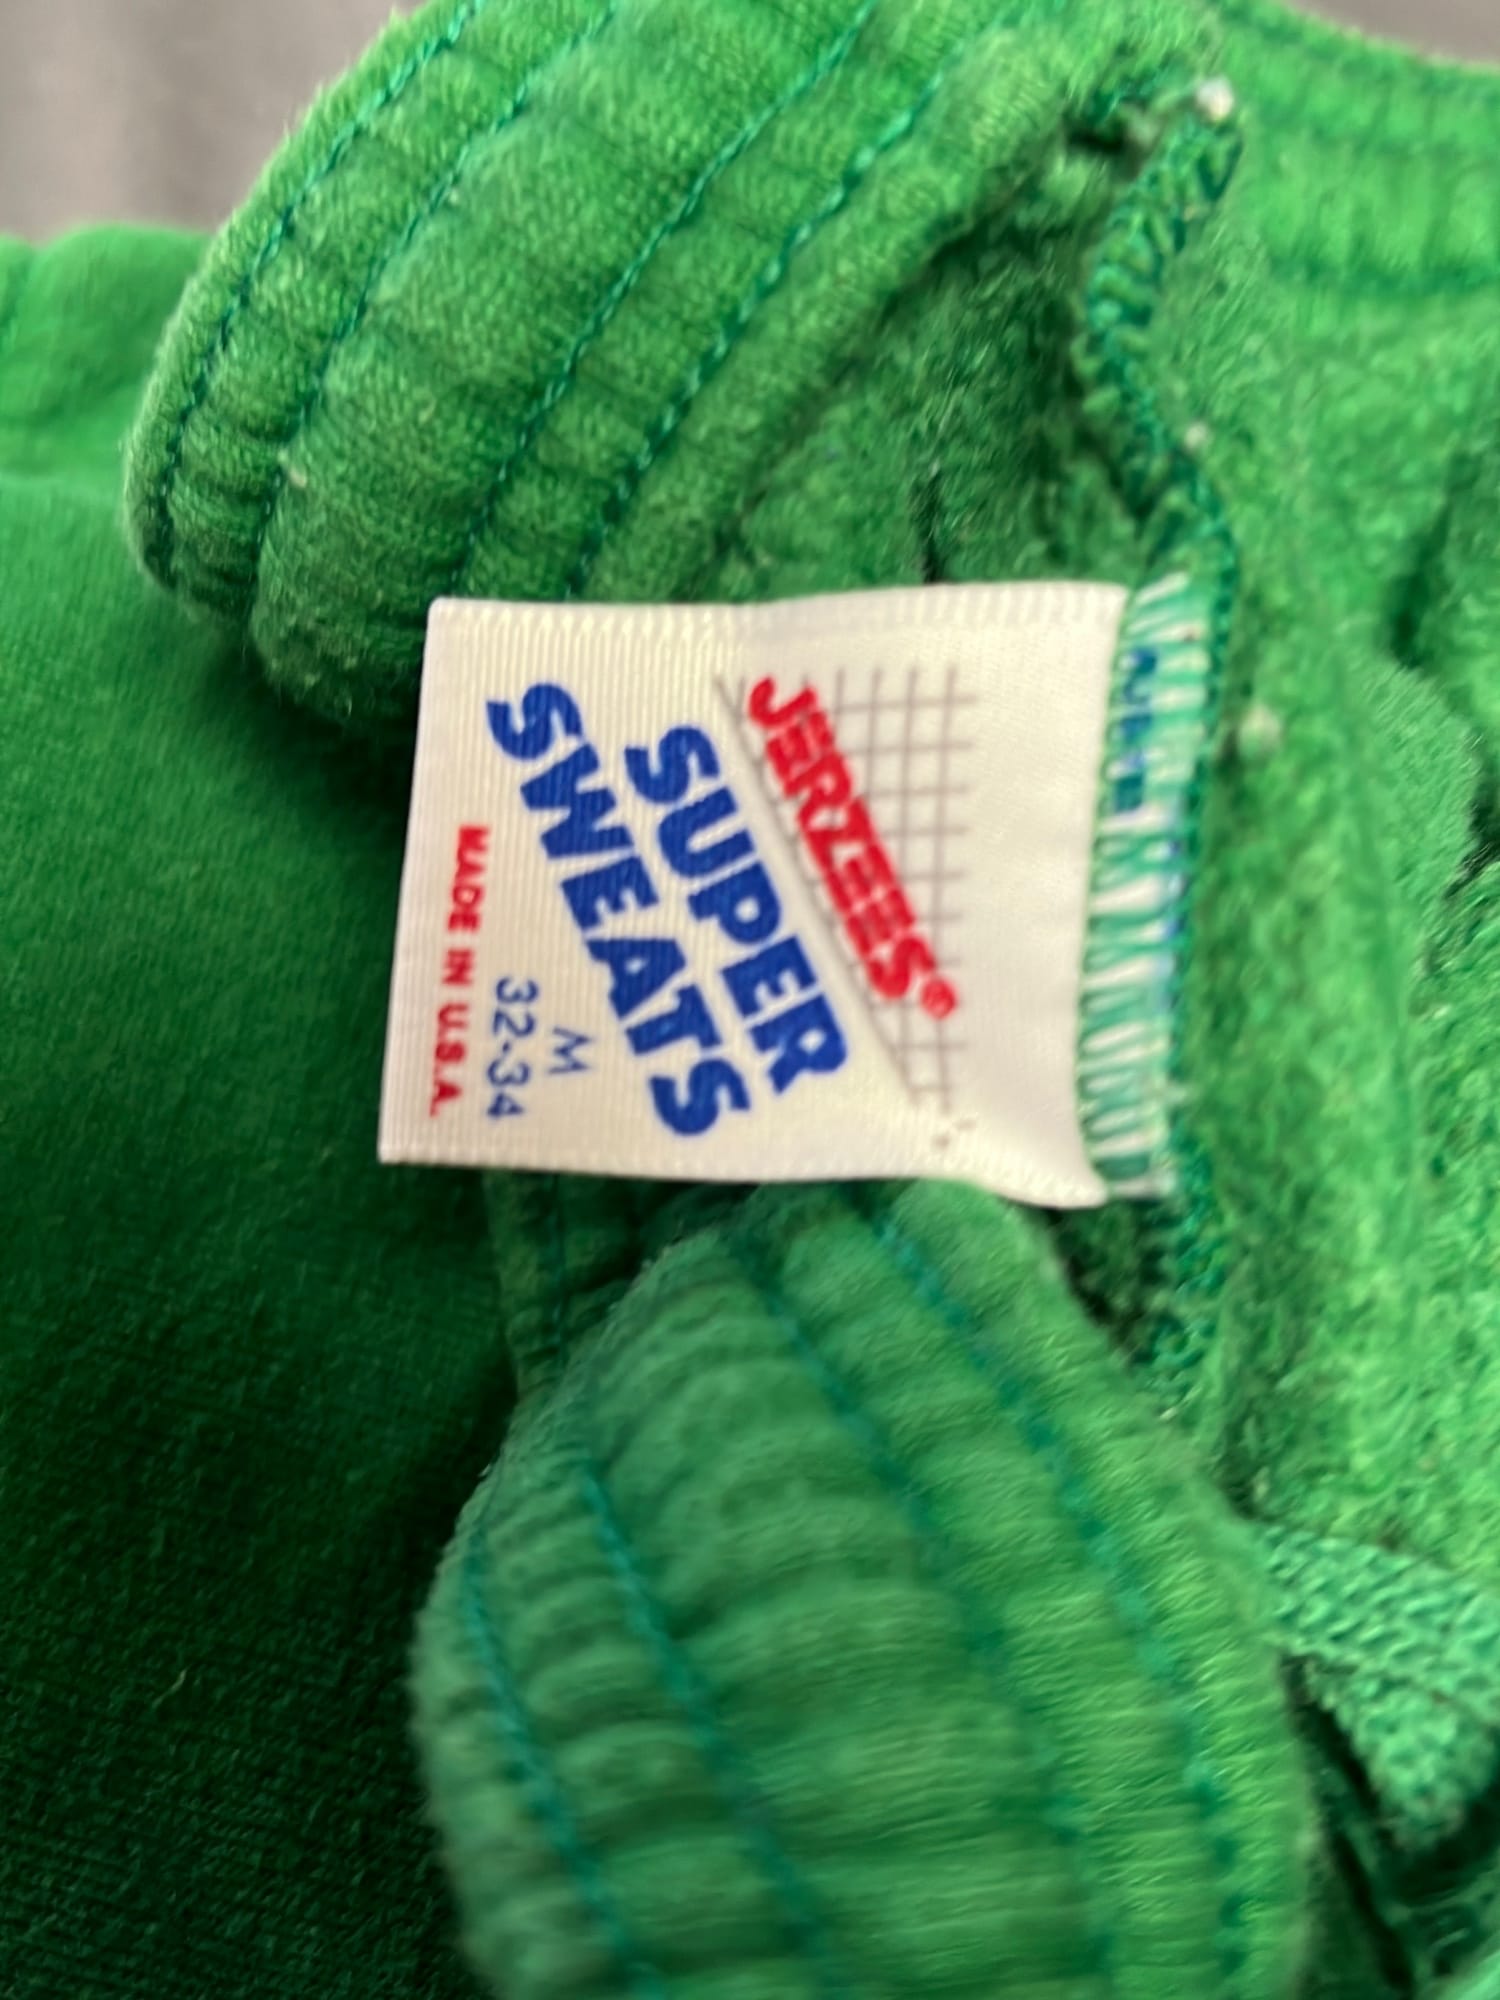 JERZEES®
SUPER
SWEATS
M
32-34
MADE IN U.S.A.